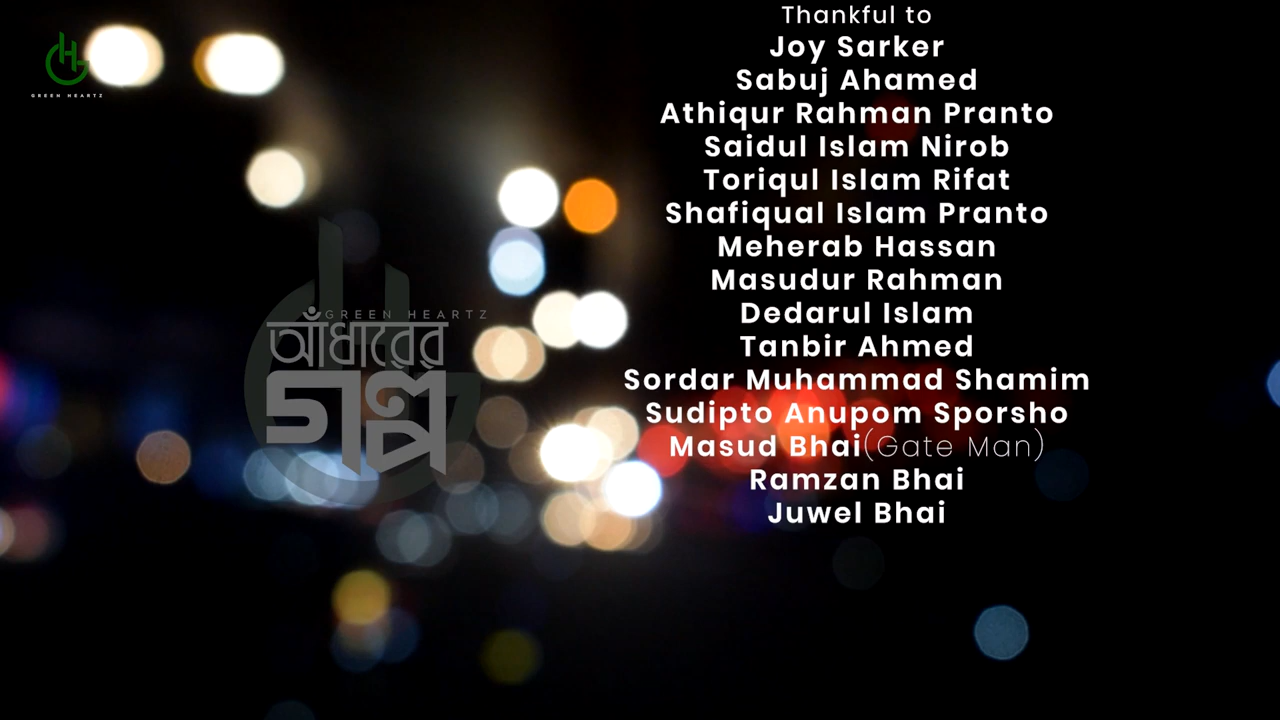 GREEN HEARTZ
GREEN HEARTZ
আঁধারের
গল্প
Thankful to
Joy Sarker
Sabuj Ahamed
Athiqur Rahman Pranto
Saidul Islam Nirob
Toriqul Islam Rifat
Shafiqual Islam Pranto
Meherab Hassan
Masudur Rahman
Dedarul Islam
Tanbir Ahmed
Sordar Muhammad Shamim
Sudipto Anupom Sporsho
Masud Bhai(Gate Man)
Ramzan Bhai
Juwel Bhai